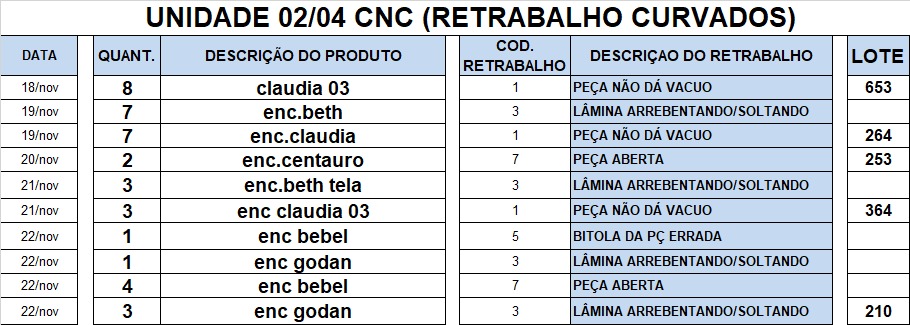 UNIDADE 02/04 CNC (RETRABALHO CURVADOS)
DATA QUANT. DESCRIÇÃO DO PRODUTO COD. RETRABALHO DESCRIÇAO DO RETRABALHO LOTE
18/nov 8 claudia 03 1 PEÇA NÃO DÁ VACUO 653
19/nov 7 enc.beth 3 LÂMINA ARREBENTANDO/SOLTANDO
19/nov 7 enc.claudia 1 PEÇA NÃO DÁ VACUO 264
20/nov 2 enc.centauro 7 PEÇA ABERTA 253
21/nov 3 enc.beth tela 3 LÂMINA ARREBENTANDO/SOLTANDO
21/nov 3 enc claudia 03 1 PEÇA NÃO DÁ VACUO 364
22/nov 1 enc bebel 5 BITOLA DA PÇ ERRADA
22/nov 1 enc godan 3 LÂMINA ARREBENTANDO/SOLTANDO
22/nov 4 enc bebel 7 PEÇA ABERTA
22/nov 3 enc godan 3 LÂMINA ARREBENTANDO/SOLTANDO 210